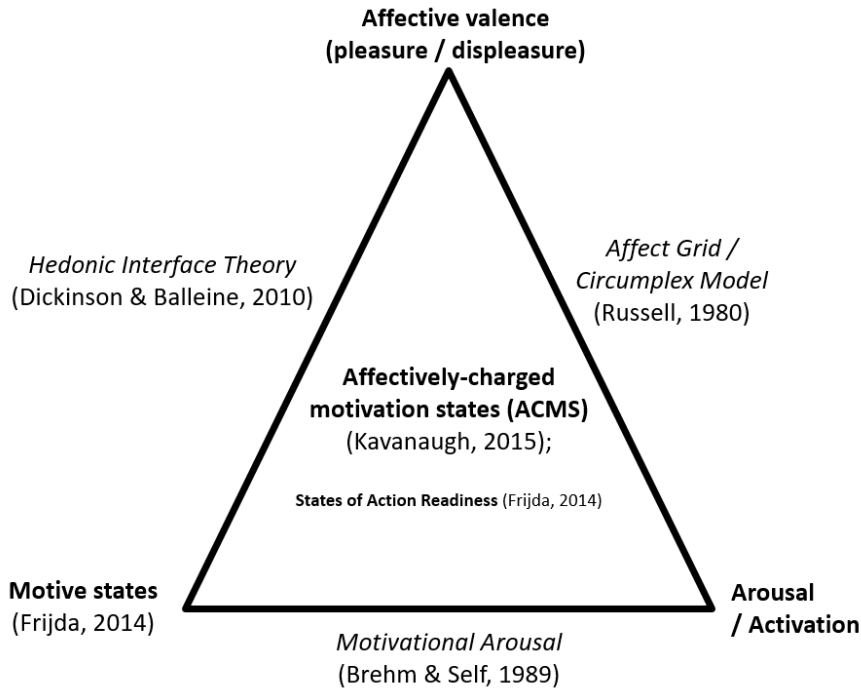 Affective valence
(pleasure / displeasure)
Hedonic Interface Theory
(Dickinson & Balleine, 2010)
Affect Grid /
Circumplex Model
(Russell, 1980)
Affectively-charged
motivation states (ACMS)
(Kavanaugh, 2015);
States of Action Readiness (Frijda, 2014)
Motive states
(Frijda, 2014)
Arousal
/ Activation
Motivational Arousal
(Brehm & Self, 1989)